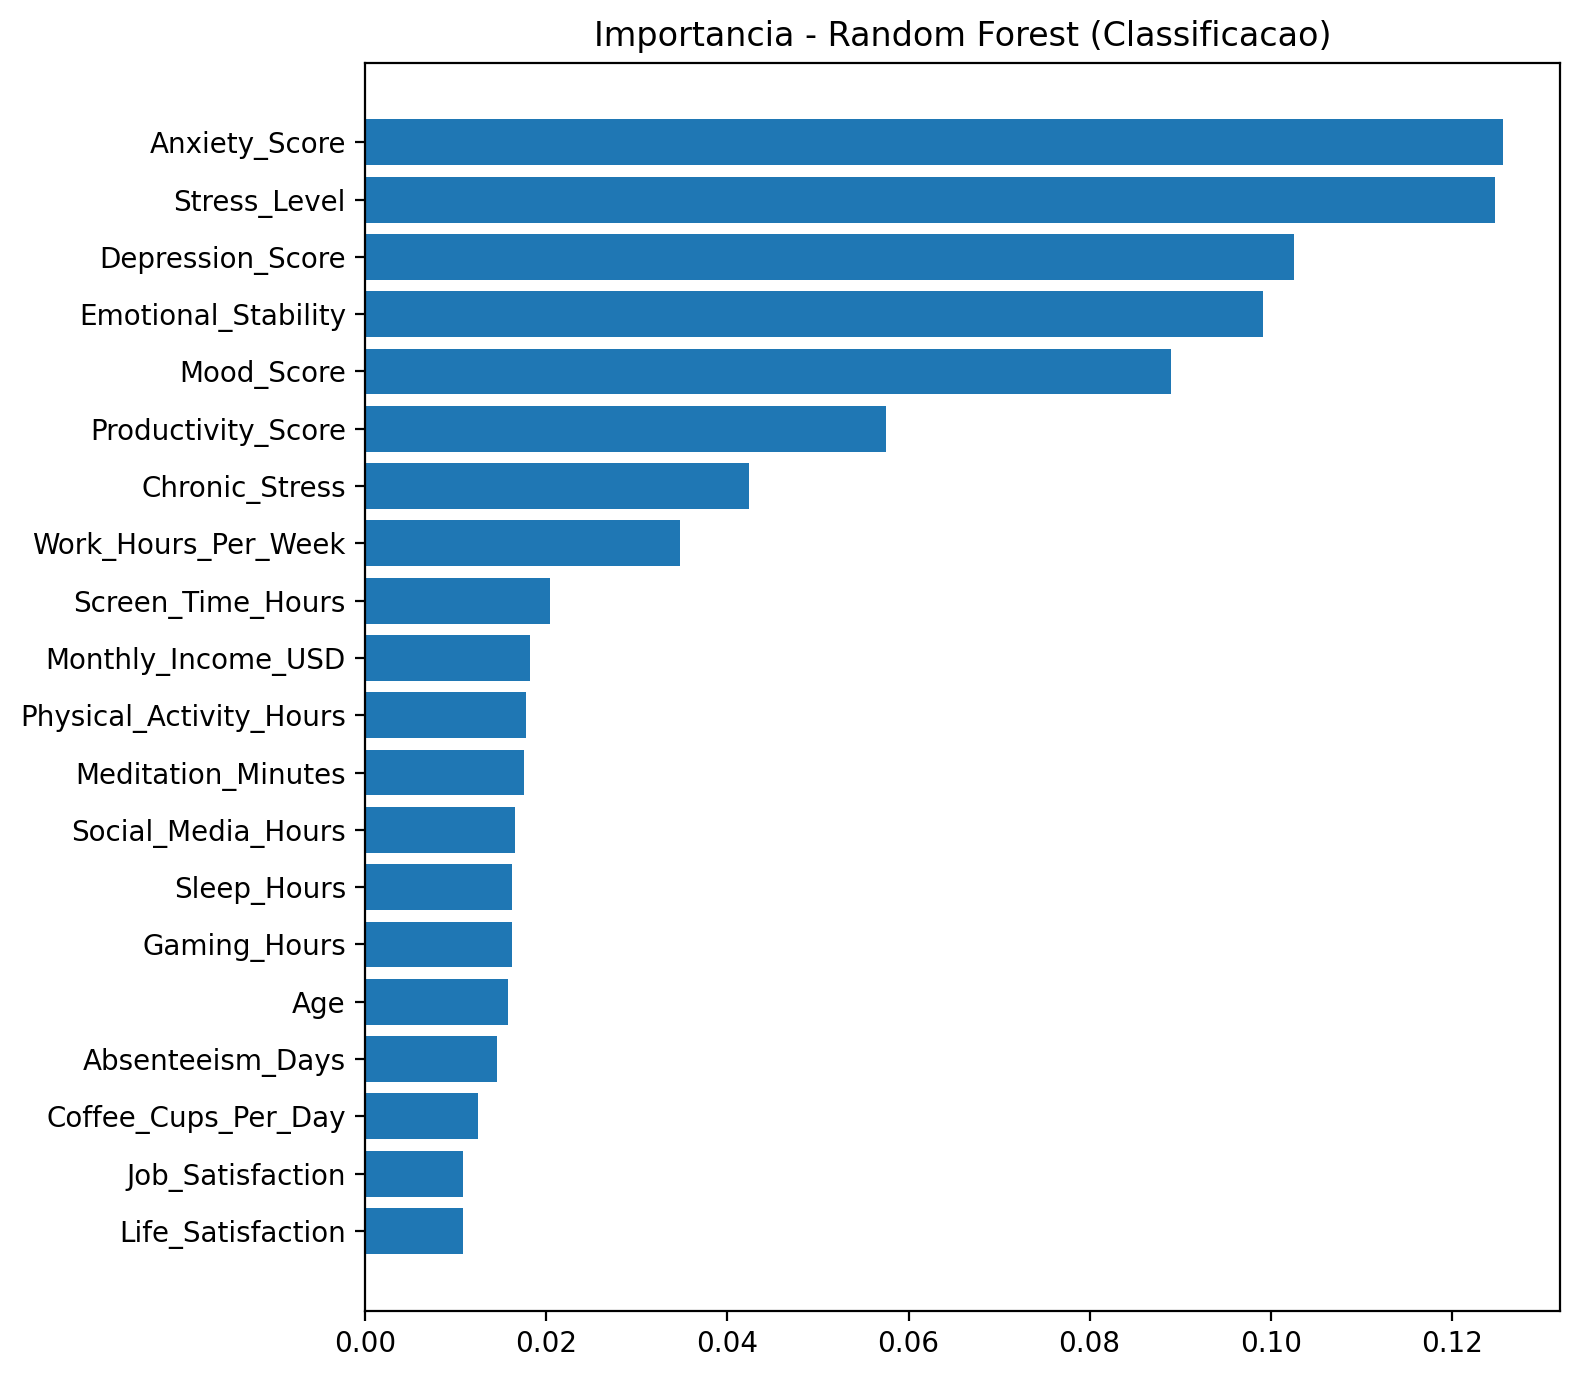 Importancia - Random Forest (Classificacao)
Anxiety_Score
Stress_Level
Depression_Score
Emotional_Stability
Mood_Score
Productivity_Score
Chronic_Stress
Work_Hours_Per_Week
Screen_Time_Hours
Monthly_Income_USD
Physical_Activity_Hours
Meditation_Minutes
Social_Media_Hours
Sleep_Hours
Gaming_Hours
Age
Absenteeism_Days
Coffee_Cups_Per_Day
Job_Satisfaction
Life_Satisfaction
0.00 0.02 0.04 0.06 0.08 0.10 0.12